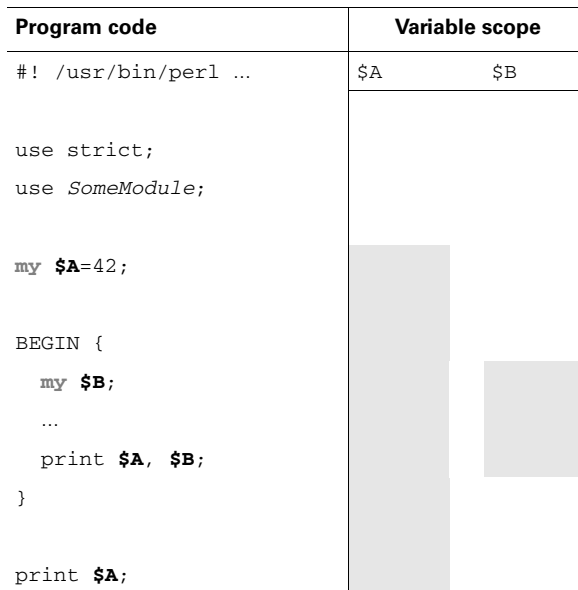 Program code Variable scope
#! /usr/bin/perl … $A $B
use strict;
use SomeModule;
my $A=42;
BEGIN {
my $B;
…
print $A, $B;
}
print $A;